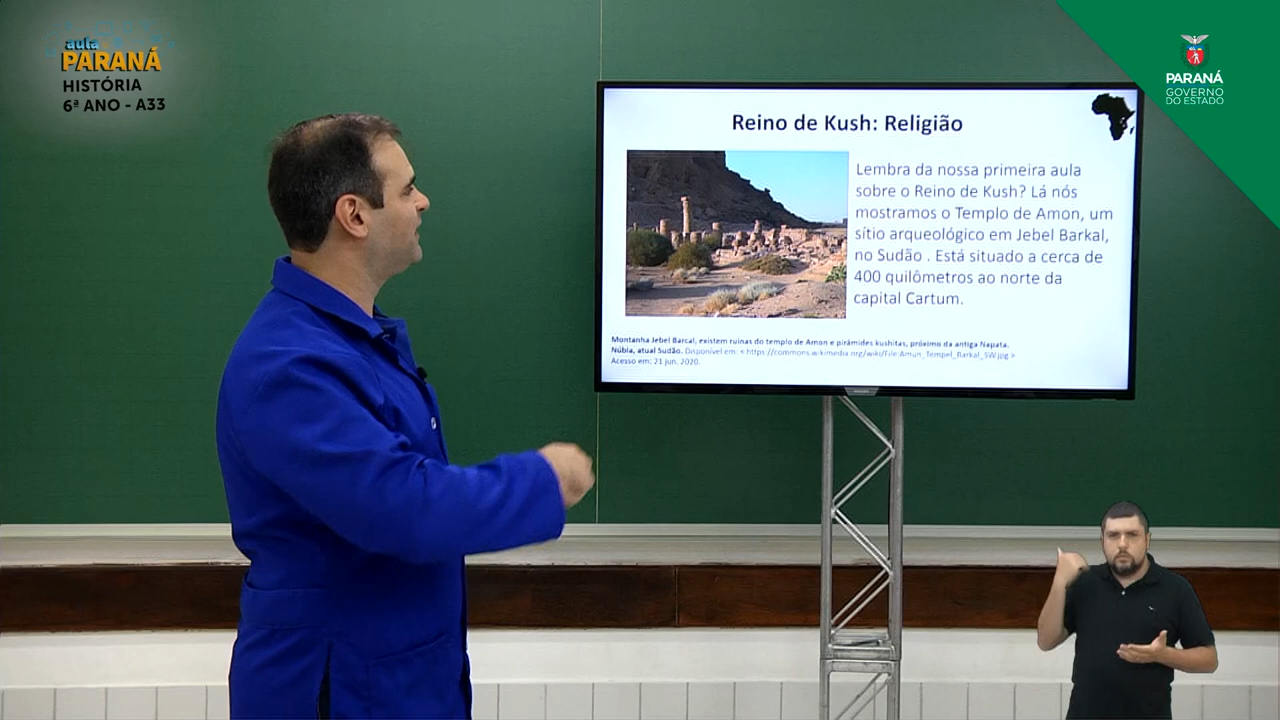 aula
PARANÁ
HISTÓRIA
6ª ANO - A33
PARANÁ
GOVERNO
DO ESTADO
Reino de Kush: Religião
Lembra da nossa primeira aula
sobre o Reino de Kush? Lá nós
mostramos o Templo de Amon, um
sítio arqueológico em Jebel Barkal,
no Sudão . Está situado a cerca de
400 quilômetros ao norte da
capital Cartum.
Montanha Jebel Barcal, existem ruínas do templo de Amon e pirâmides kushitas, próximo da antiga Napata.
Núbia, atual Sudão. Disponível em: < https://commons.wikimedia.org/wiki/File:Amun_Tempel_Barkal_SW.jpg >
Acesso em: 21 jun. 2020.